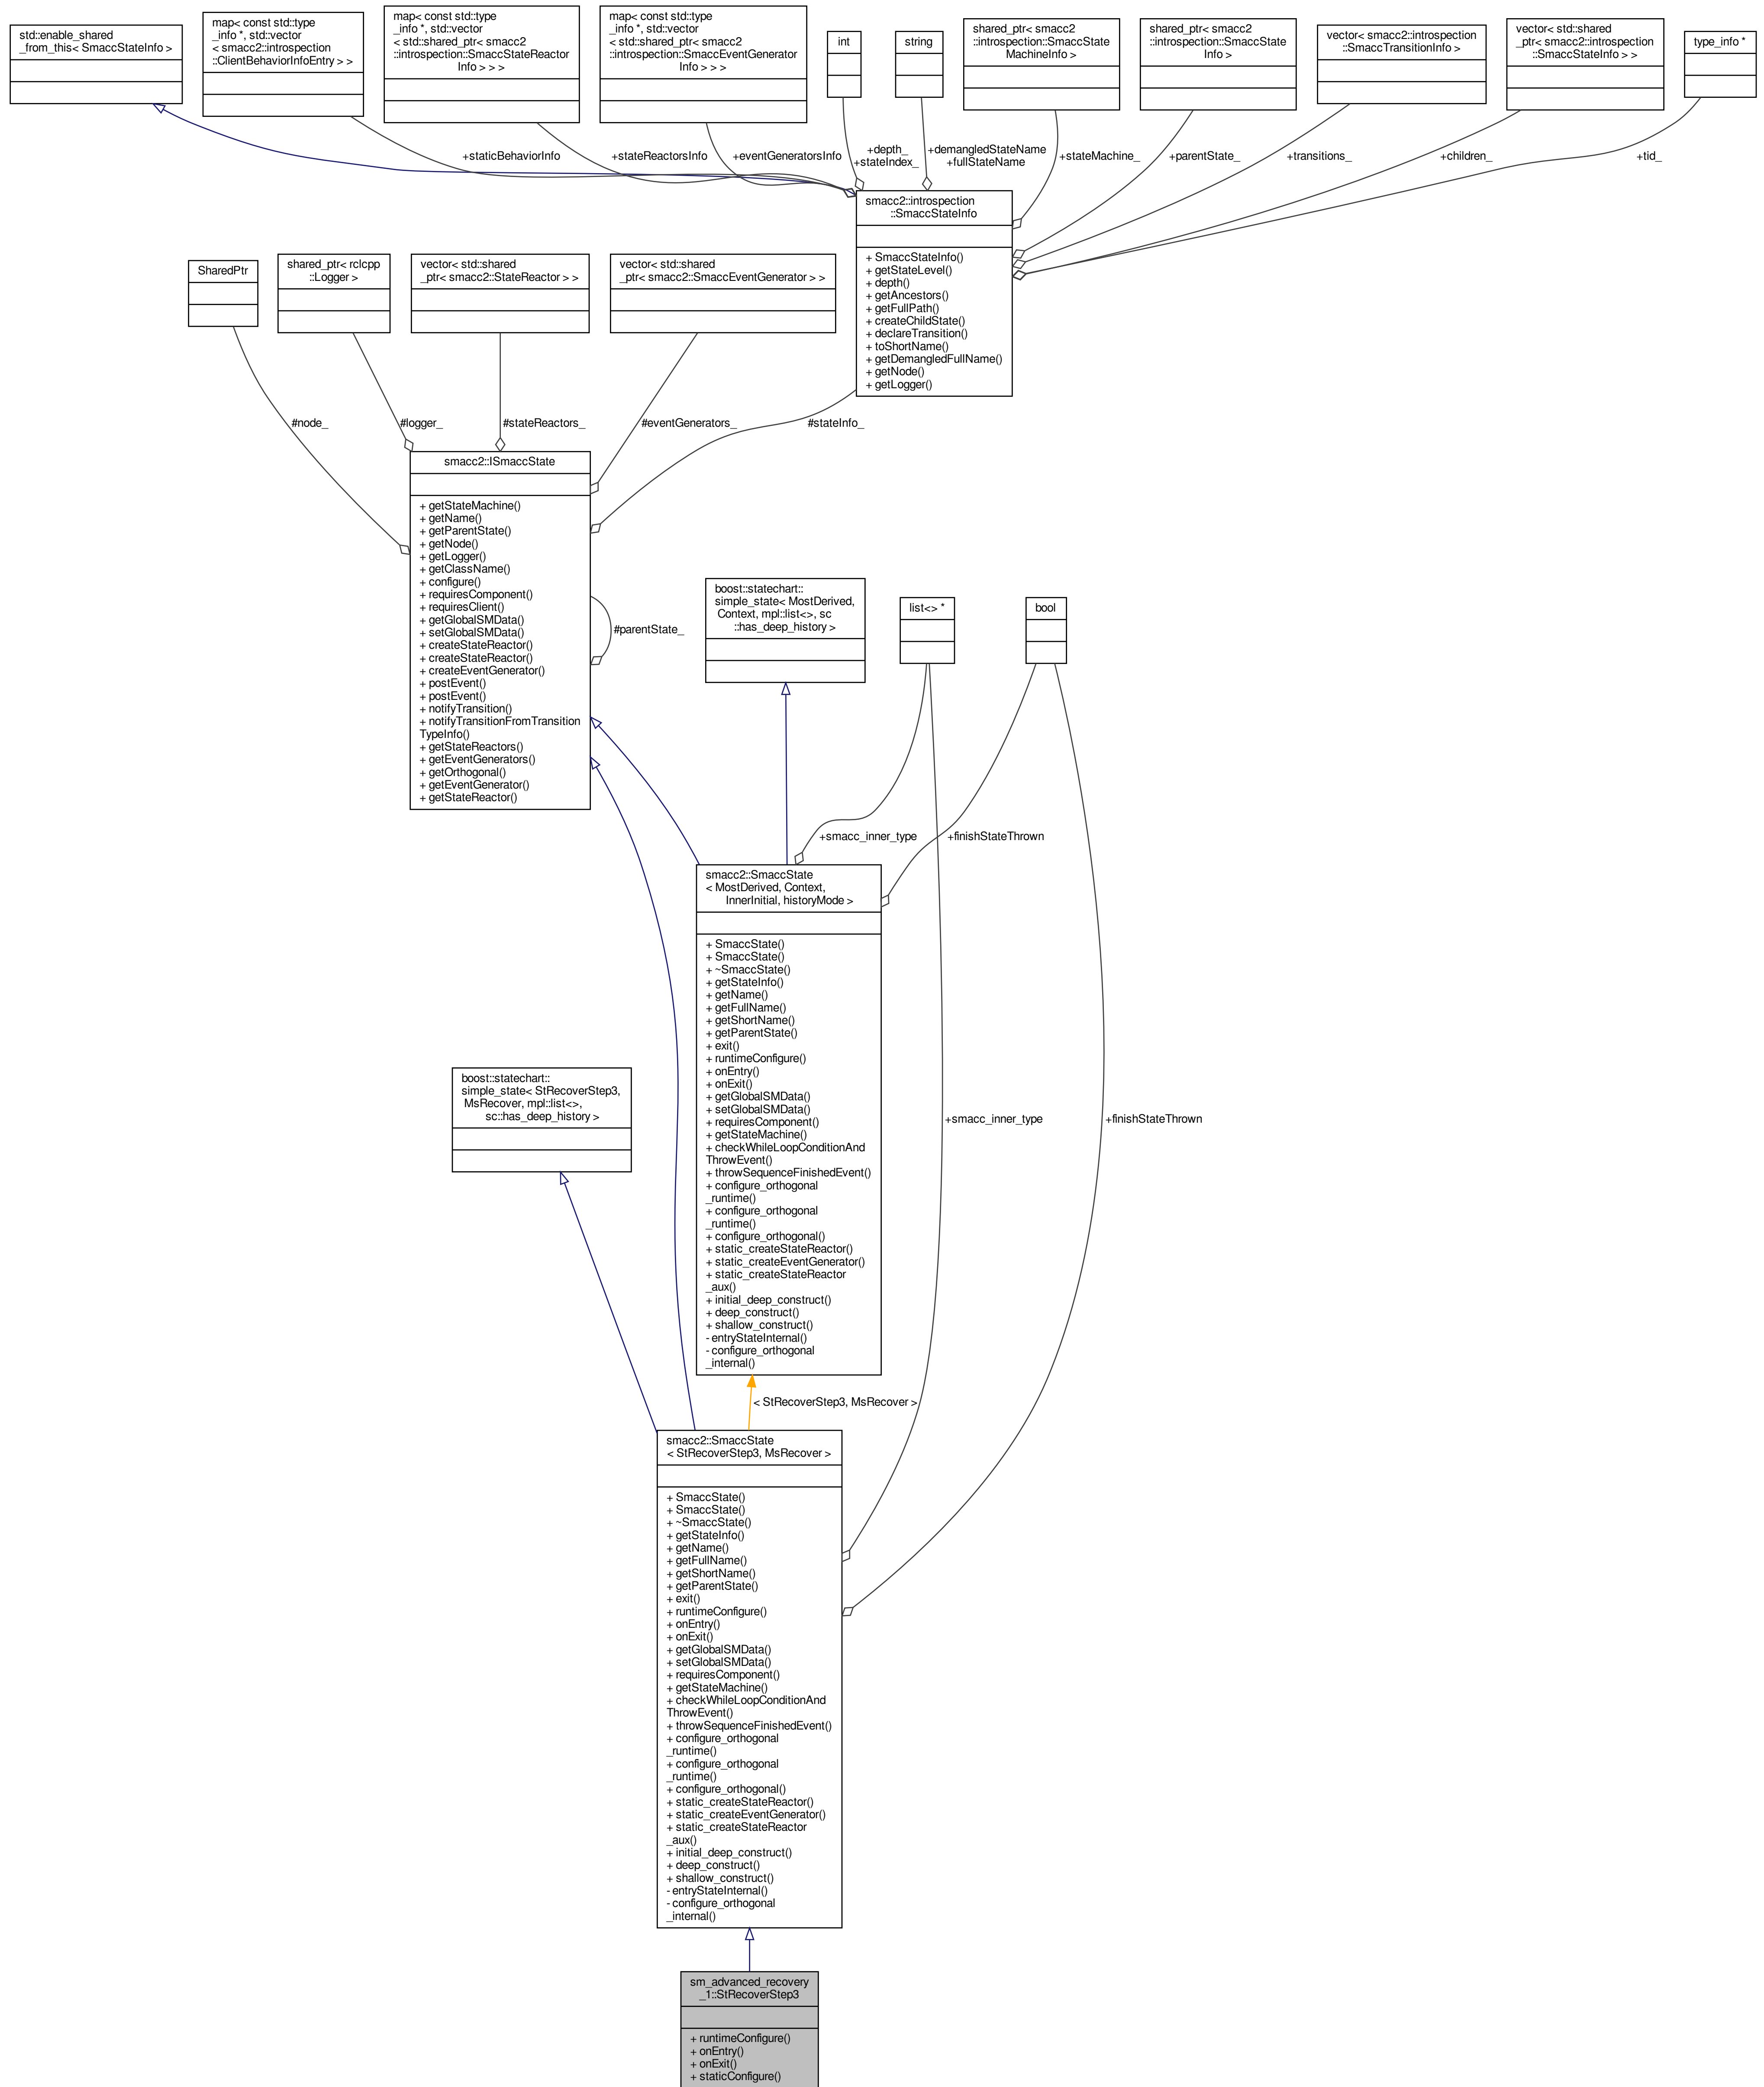 std::enable_shared
_from_this< SmaccStateInfo >
map< const std::type
_info *, std::vector
< smacc2::introspection
::ClientBehaviorInfoEntry > >
map< const std::type
_info *, std::vector
< std::shared_ptr< smacc2
::introspection::SmaccStateReactor
Info > > >
map< const std::type
_info *, std::vector
< std::shared_ptr< smacc2
::introspection::SmaccEventGenerator
Info > > >
int
string
shared_ptr< smacc2
::introspection::SmaccState
MachineInfo >
shared_ptr< smacc2
::introspection::SmaccState
Info >
vector< smacc2::introspection
::SmaccTransitionInfo >
vector< std::shared
_ptr< smacc2::introspection
::SmaccStateInfo > >
type_info *
+staticBehaviorInfo
+stateReactorsInfo
+eventGeneratorsInfo
+depth_
+stateIndex_
+demangledStateName
+fullStateName
+stateMachine_
+parentState_
+transitions_
+children_
+tid_
smacc2::introspection
::SmaccStateInfo
+ SmaccStateInfo()
+ getStateLevel()
+ depth()
+ getAncestors()
+ getFullPath()
+ createChildState()
+ declareTransition()
+ toShortName()
+ getDemangledFullName()
+ getNode()
+ getLogger()
SharedPtr
shared_ptr< rclcpp
::Logger >
vector< std::shared
_ptr< smacc2::StateReactor > >
vector< std::shared
_ptr< smacc2::SmaccEventGenerator > >
#node_
#logger_
#stateReactors_
#eventGenerators_
#stateInfo_
smacc2::ISmaccState
+ getStateMachine()
+ getName()
+ getParentState()
+ getNode()
+ getLogger()
+ getClassName()
+ configure()
+ requiresComponent()
+ requiresClient()
+ getGlobalSMData()
+ setGlobalSMData()
+ createStateReactor()
+ createStateReactor()
+ createEventGenerator()
+ postEvent()
+ postEvent()
+ notifyTransition()
+ notifyTransitionFromTransition
TypeInfo()
+ getStateReactors()
+ getEventGenerators()
+ getOrthogonal()
+ getEventGenerator()
+ getStateReactor()
#parentState_
boost::statechart::
simple_state< MostDerived,
Context, mpl::list<>, sc
::has_deep_history >
list<> *
bool
+smacc_inner_type
+finishStateThrown
smacc2::SmaccState
< MostDerived, Context,
InnerInitial, historyMode >
+ SmaccState()
+ SmaccState()
+ ~SmaccState()
+ getStateInfo()
+ getName()
+ getFullName()
+ getShortName()
+ getParentState()
+ exit()
+ runtimeConfigure()
+ onEntry()
+ onExit()
+ getGlobalSMData()
+ setGlobalSMData()
+ requiresComponent()
+ getStateMachine()
+ checkWhileLoopConditionAnd
ThrowEvent()
+ throwSequenceFinishedEvent()
+ configure_orthogonal
_runtime()
+ configure_orthogonal
_runtime()
+ configure_orthogonal()
+ static_createStateReactor()
+ static_createEventGenerator()
+ static_createStateReactor
_aux()
+ initial_deep_construct()
+ deep_construct()
+ shallow_construct()
- entryStateInternal()
- configure_orthogonal
_internal()
boost::statechart::
simple_state< StRecoverStep3,
MsRecover, mpl::list<>,
sc::has_deep_history >
+smacc_inner_type
+finishStateThrown
< StRecoverStep3, MsRecover >
smacc2::SmaccState
< StRecoverStep3, MsRecover >
+ SmaccState()
+ SmaccState()
+ ~SmaccState()
+ getStateInfo()
+ getName()
+ getFullName()
+ getShortName()
+ getParentState()
+ exit()
+ runtimeConfigure()
+ onEntry()
+ onExit()
+ getGlobalSMData()
+ setGlobalSMData()
+ requiresComponent()
+ getStateMachine()
+ checkWhileLoopConditionAnd
ThrowEvent()
+ throwSequenceFinishedEvent()
+ configure_orthogonal
_runtime()
+ configure_orthogonal
_runtime()
+ configure_orthogonal()
+ static_createStateReactor()
+ static_createEventGenerator()
+ static_createStateReactor
_aux()
+ initial_deep_construct()
+ deep_construct()
+ shallow_construct()
- entryStateInternal()
- configure_orthogonal
_internal()
sm_advanced_recovery
_1::StRecoverStep3
+ runtimeConfigure()
+ onEntry()
+ onExit()
+ staticConfigure()